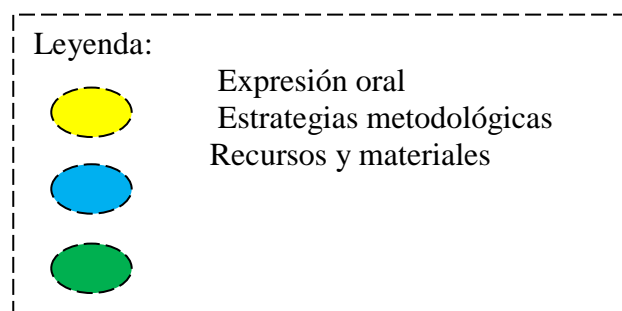 Leyenda:
Expresión oral
Estrategias metodológicas
Recursos y materiales